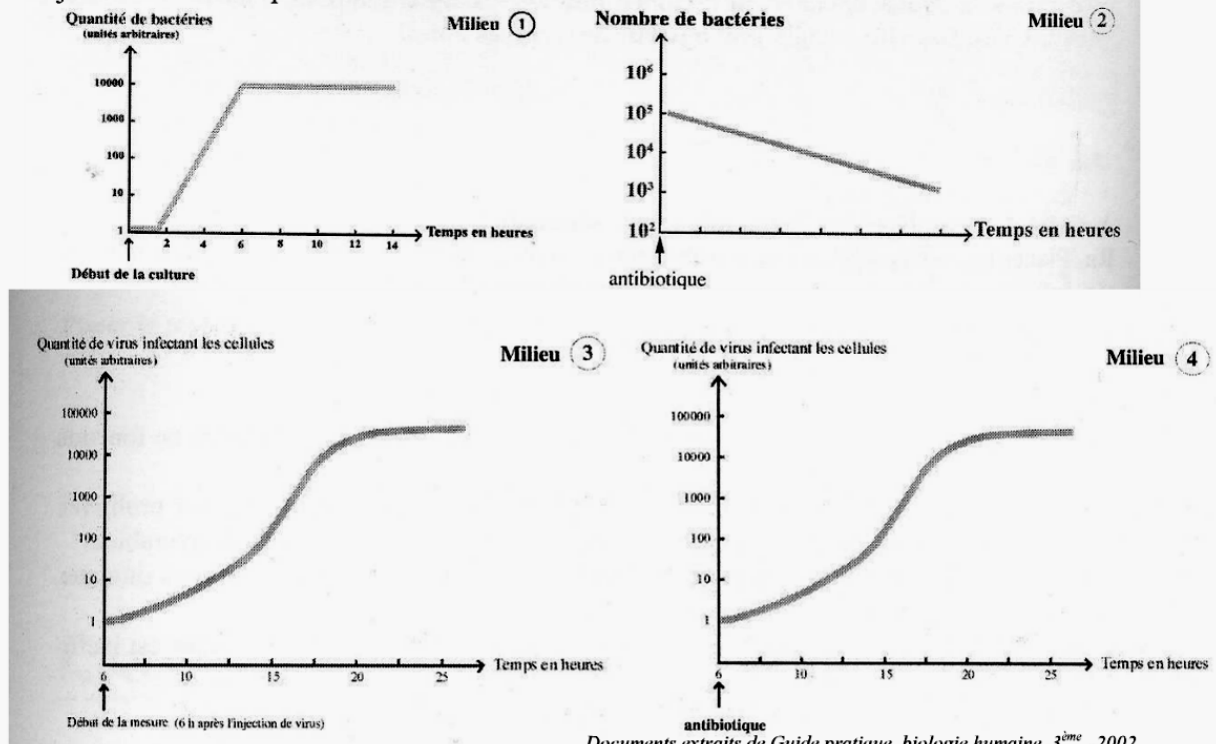 Quantité de bactéries
(unités arbitraires)
Milieu 1
10000
1000
100
10
1
2 4 6 8 10 12 14
Temps en heures
Début de la culture
Nombre de bactéries
Milieu 2
10⁶
10⁵
10⁴
10³
10²
Temps en heures
antibiotique
Quantité de virus infectant les cellules
(unités arbitraires)
Milieu 3
100000
10000
1000
100
10
1
6 10 15 20 25
Temps en heures
Début de la mesure (6 h après l'injection de virus)
Quantité de virus infectant les cellules
(unités arbitraires)
Milieu 4
100000
10000
1000
100
10
1
6 10 15 20 25
Temps en heures
antibiotique
Documents extraits de Guide pratique, biologie humaine, 3ème, 2002